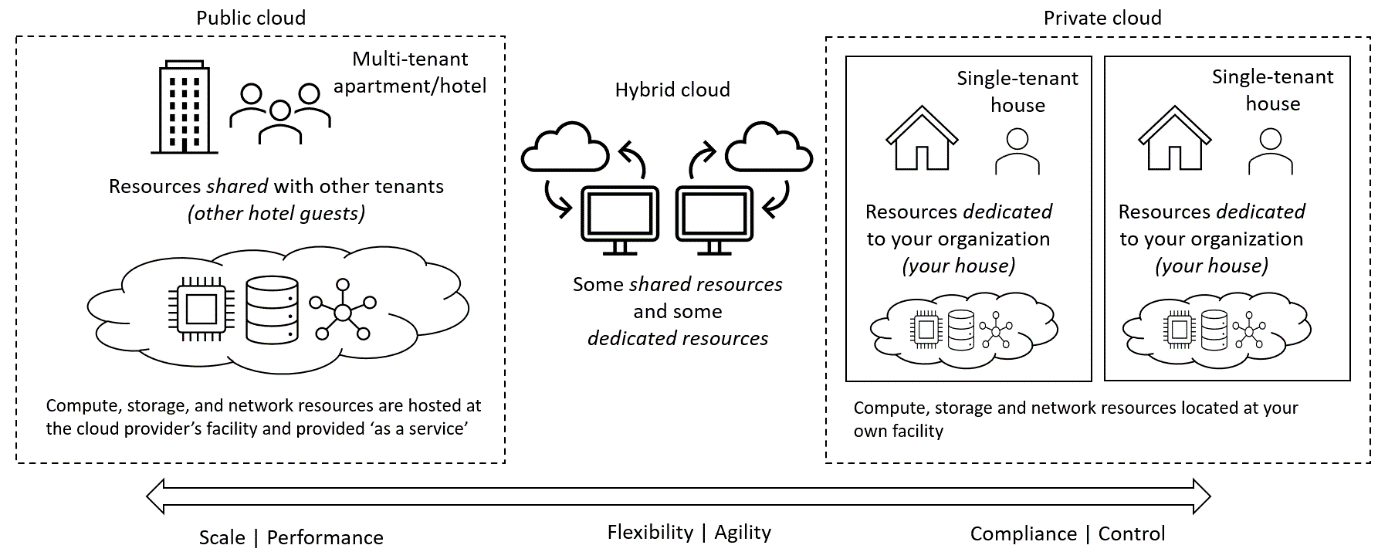 Public cloud
Multi-tenant
apartment/hotel
Resources shared with other tenants
(other hotel guests)
Compute, storage, and network resources are hosted at
the cloud provider’s facility and provided ‘as a service’
Hybrid cloud
Some shared resources
and some
dedicated resources
Private cloud
Single-tenant
house
Resources dedicated
to your organization
(your house)
Single-tenant
house
Resources dedicated
to your organization
(your house)
Compute, storage and network resources located at your
own facility
Scale | Performance
Flexibility | Agility
Compliance | Control